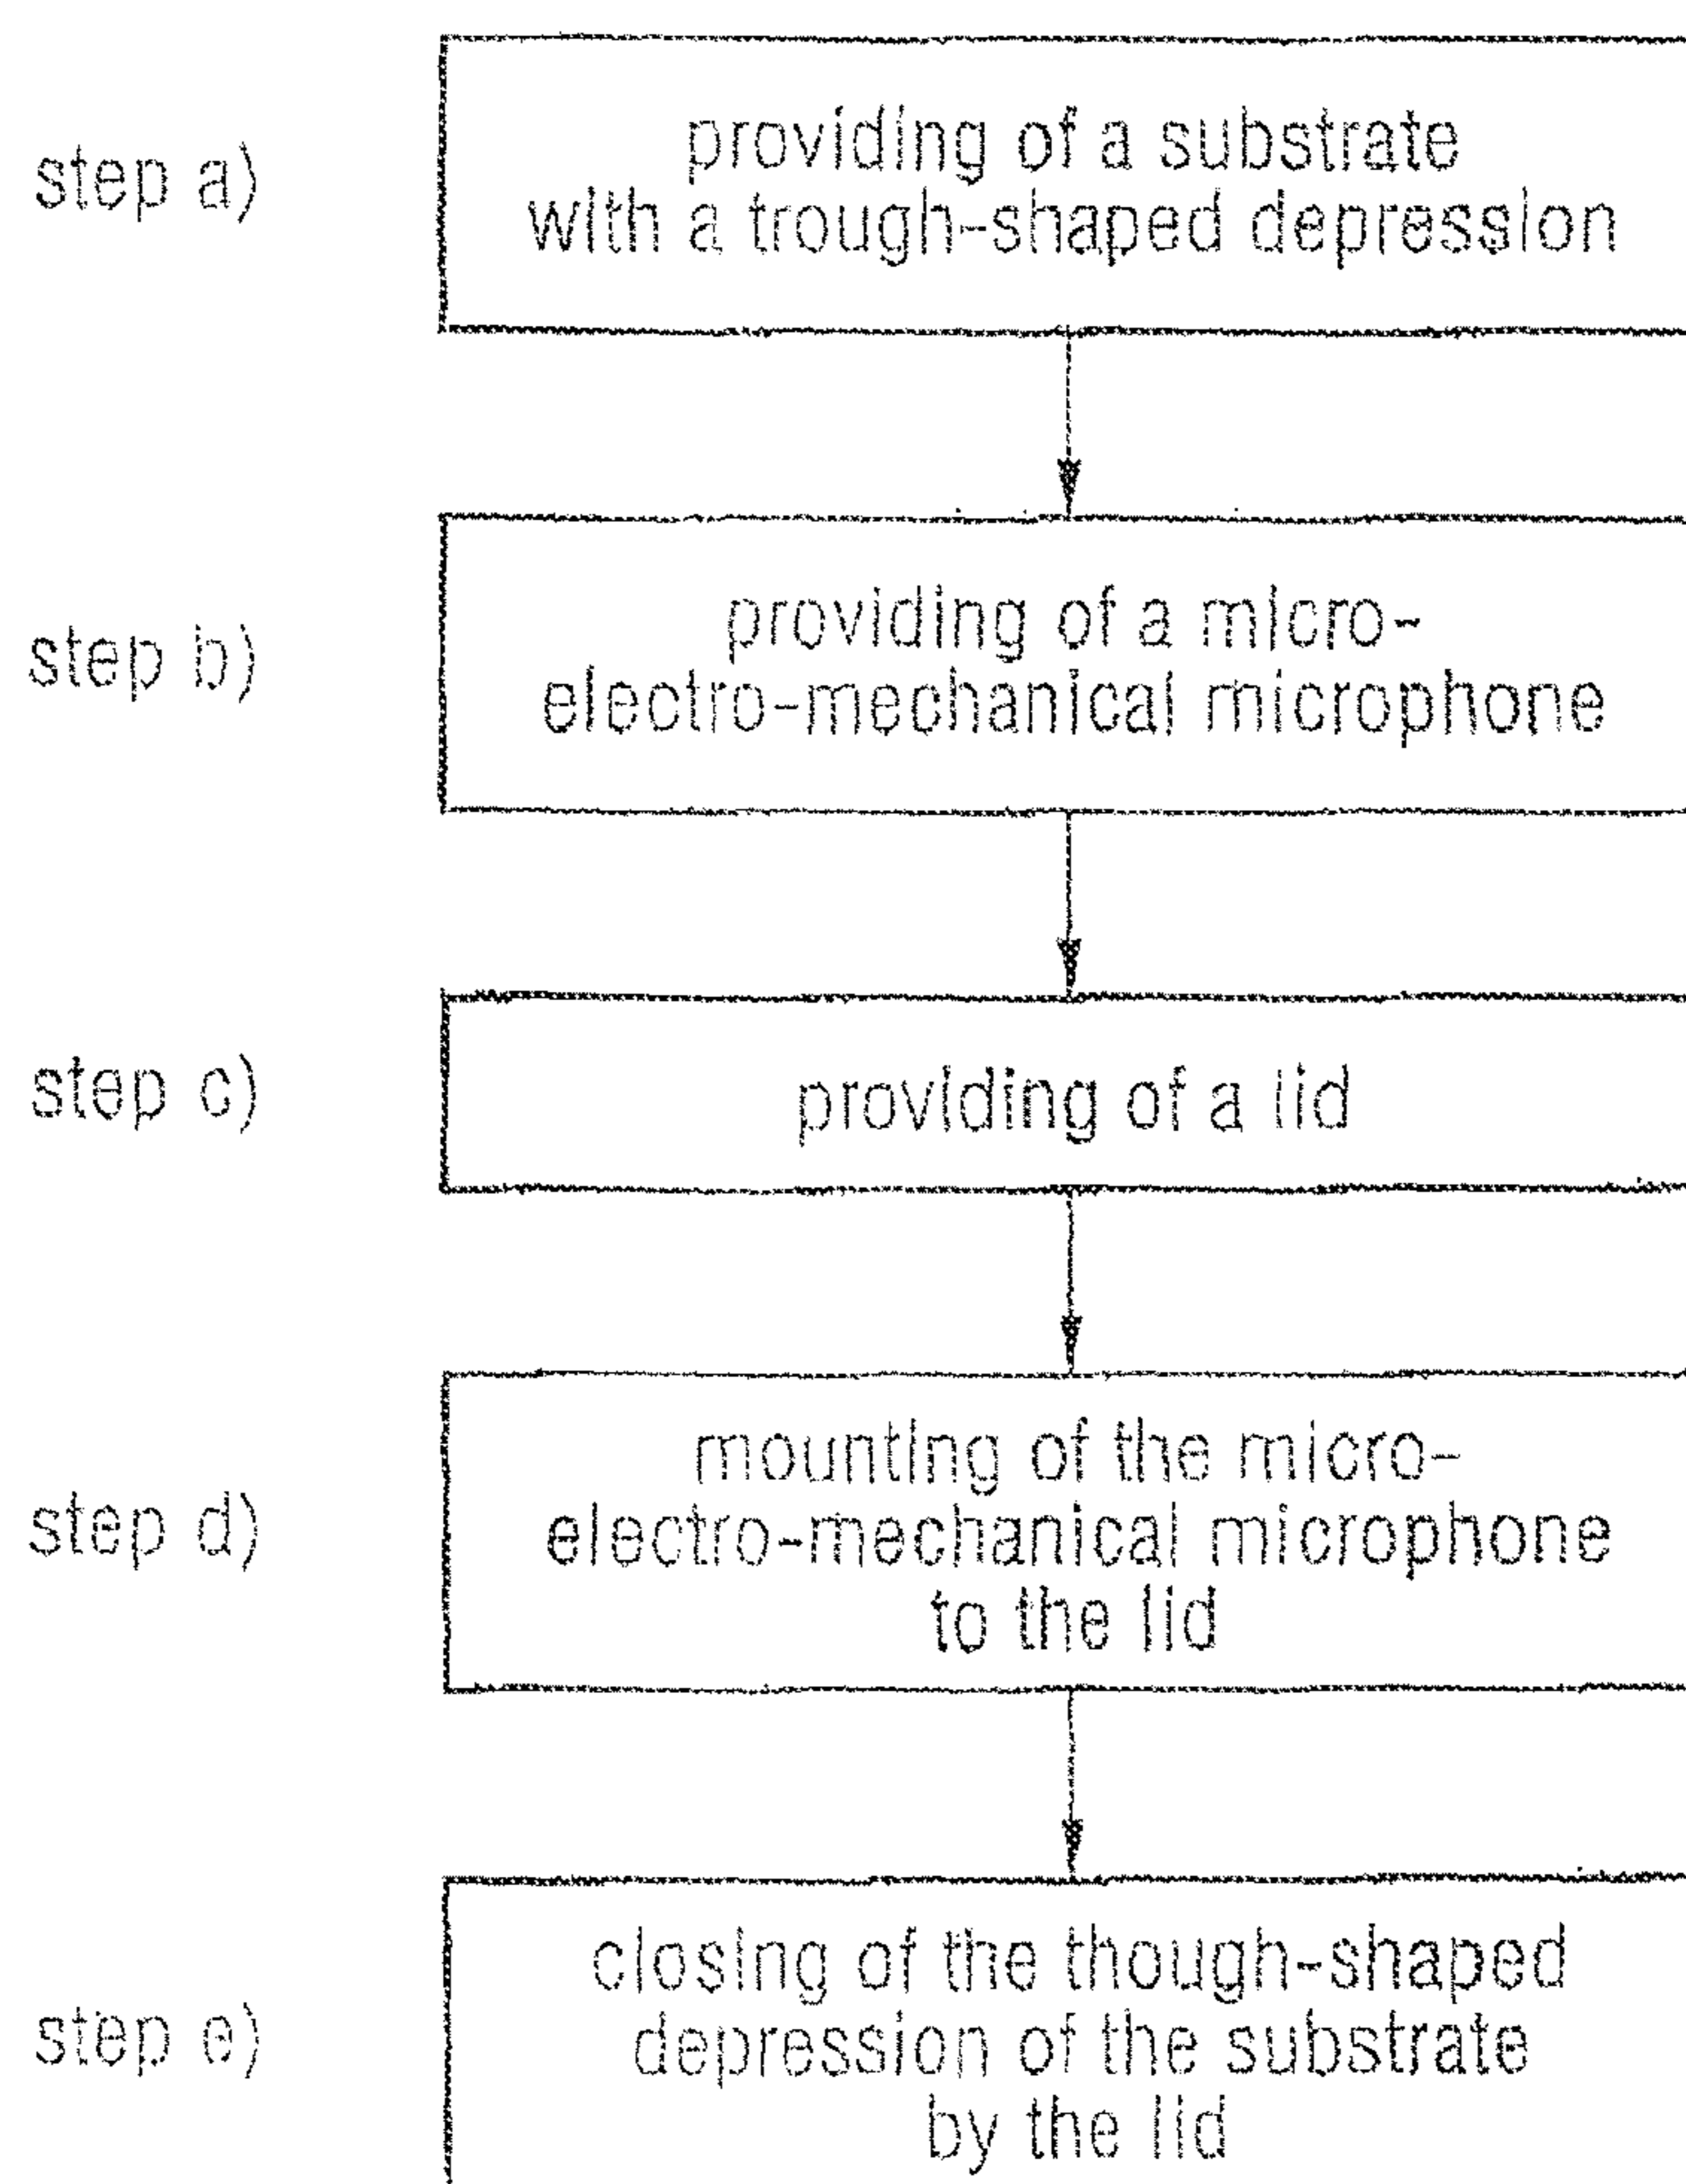 step a)
providing of a substrate
with a trough-shaped depression
step b)
providing of a micro-
electro-mechanical microphone
step c)
providing of a lid
step d)
mounting of the micro-
electro-mechanical microphone
to the lid
step e)
closing of the though-shaped
depression of the substrate
by the lid